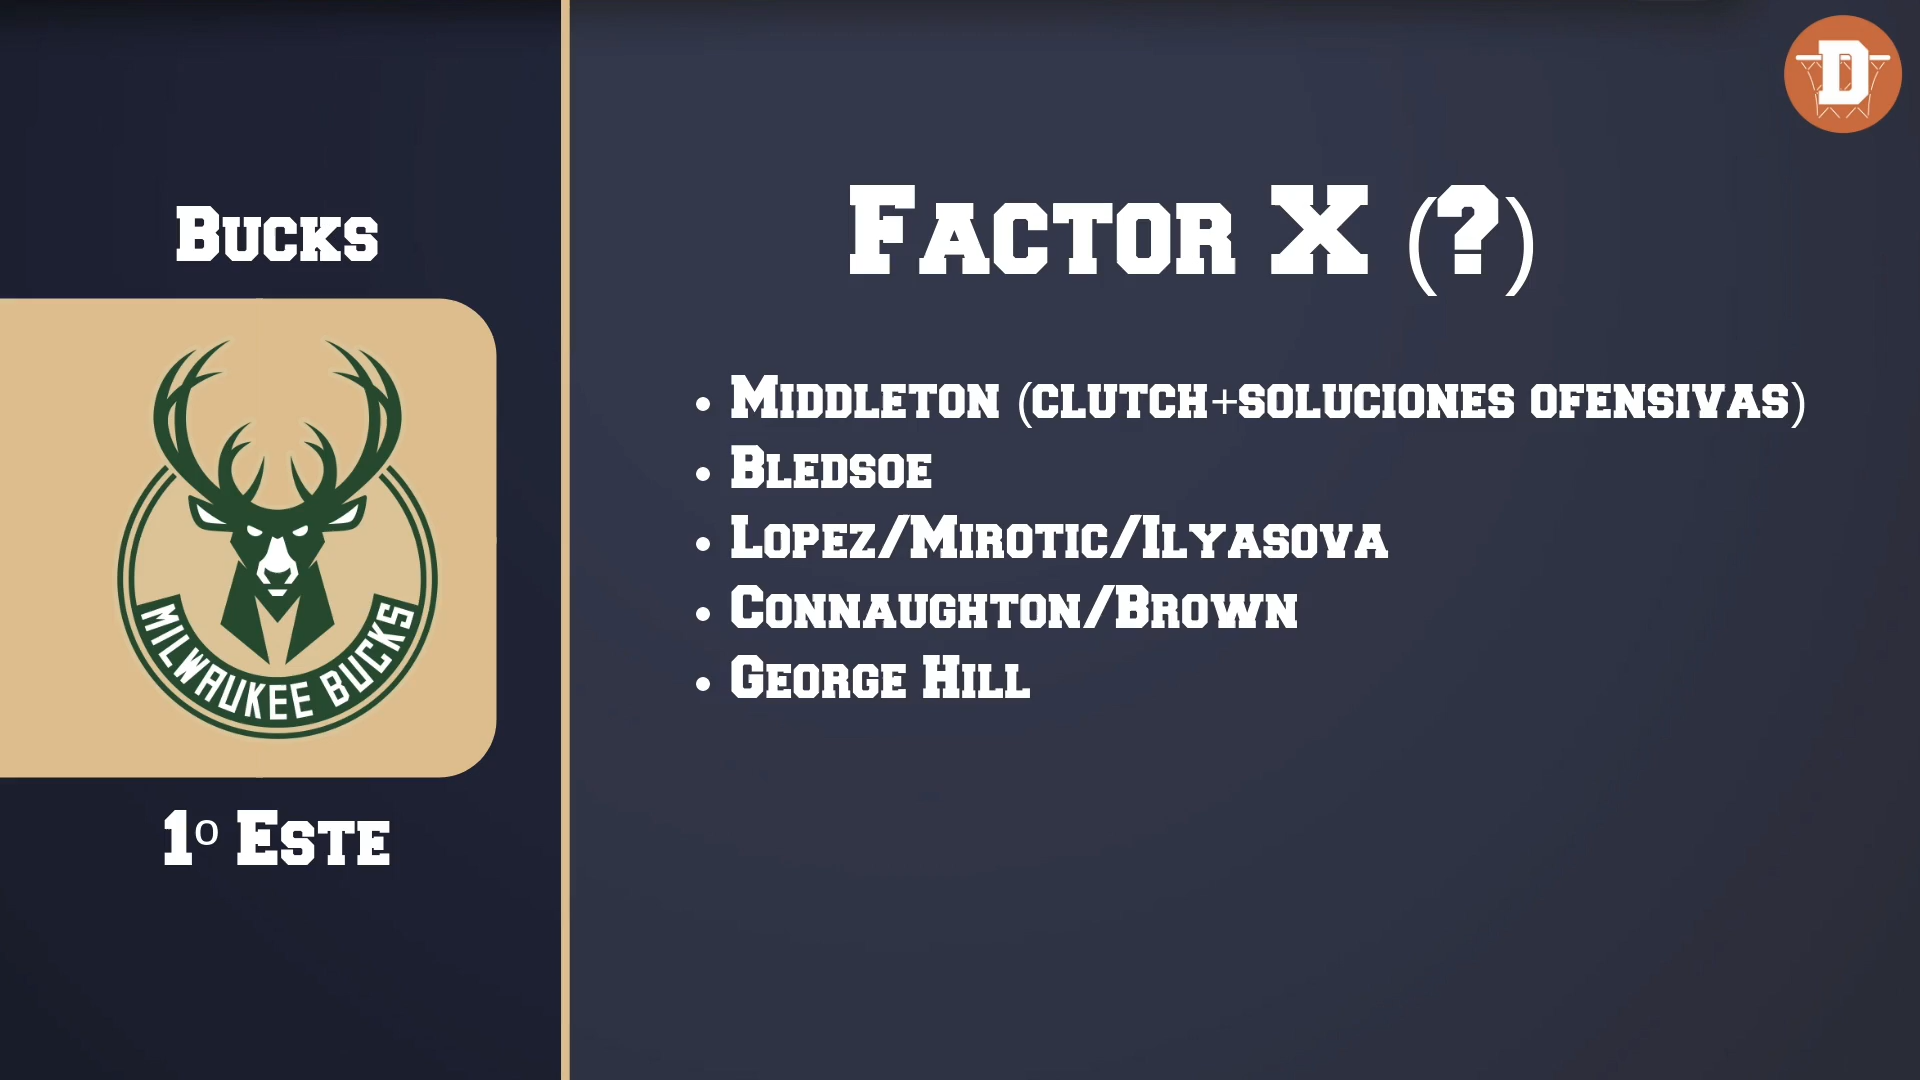 Bucks
MILWAUKEE BUCKS
1º Este
D
Factor X (?)
• Middleton (clutch+soluciones ofensivas)
• Bledsoe
• Lopez/Mirotic/Ilyasova
• Connaughton/Brown
• George Hill